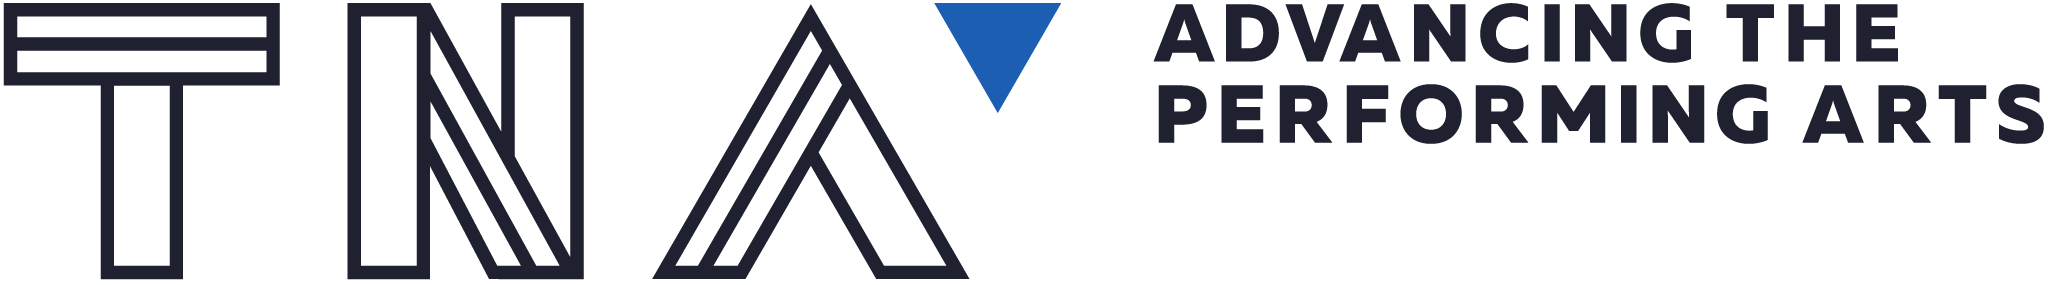 TNA
ADVANCING THE
PERFORMING ARTS